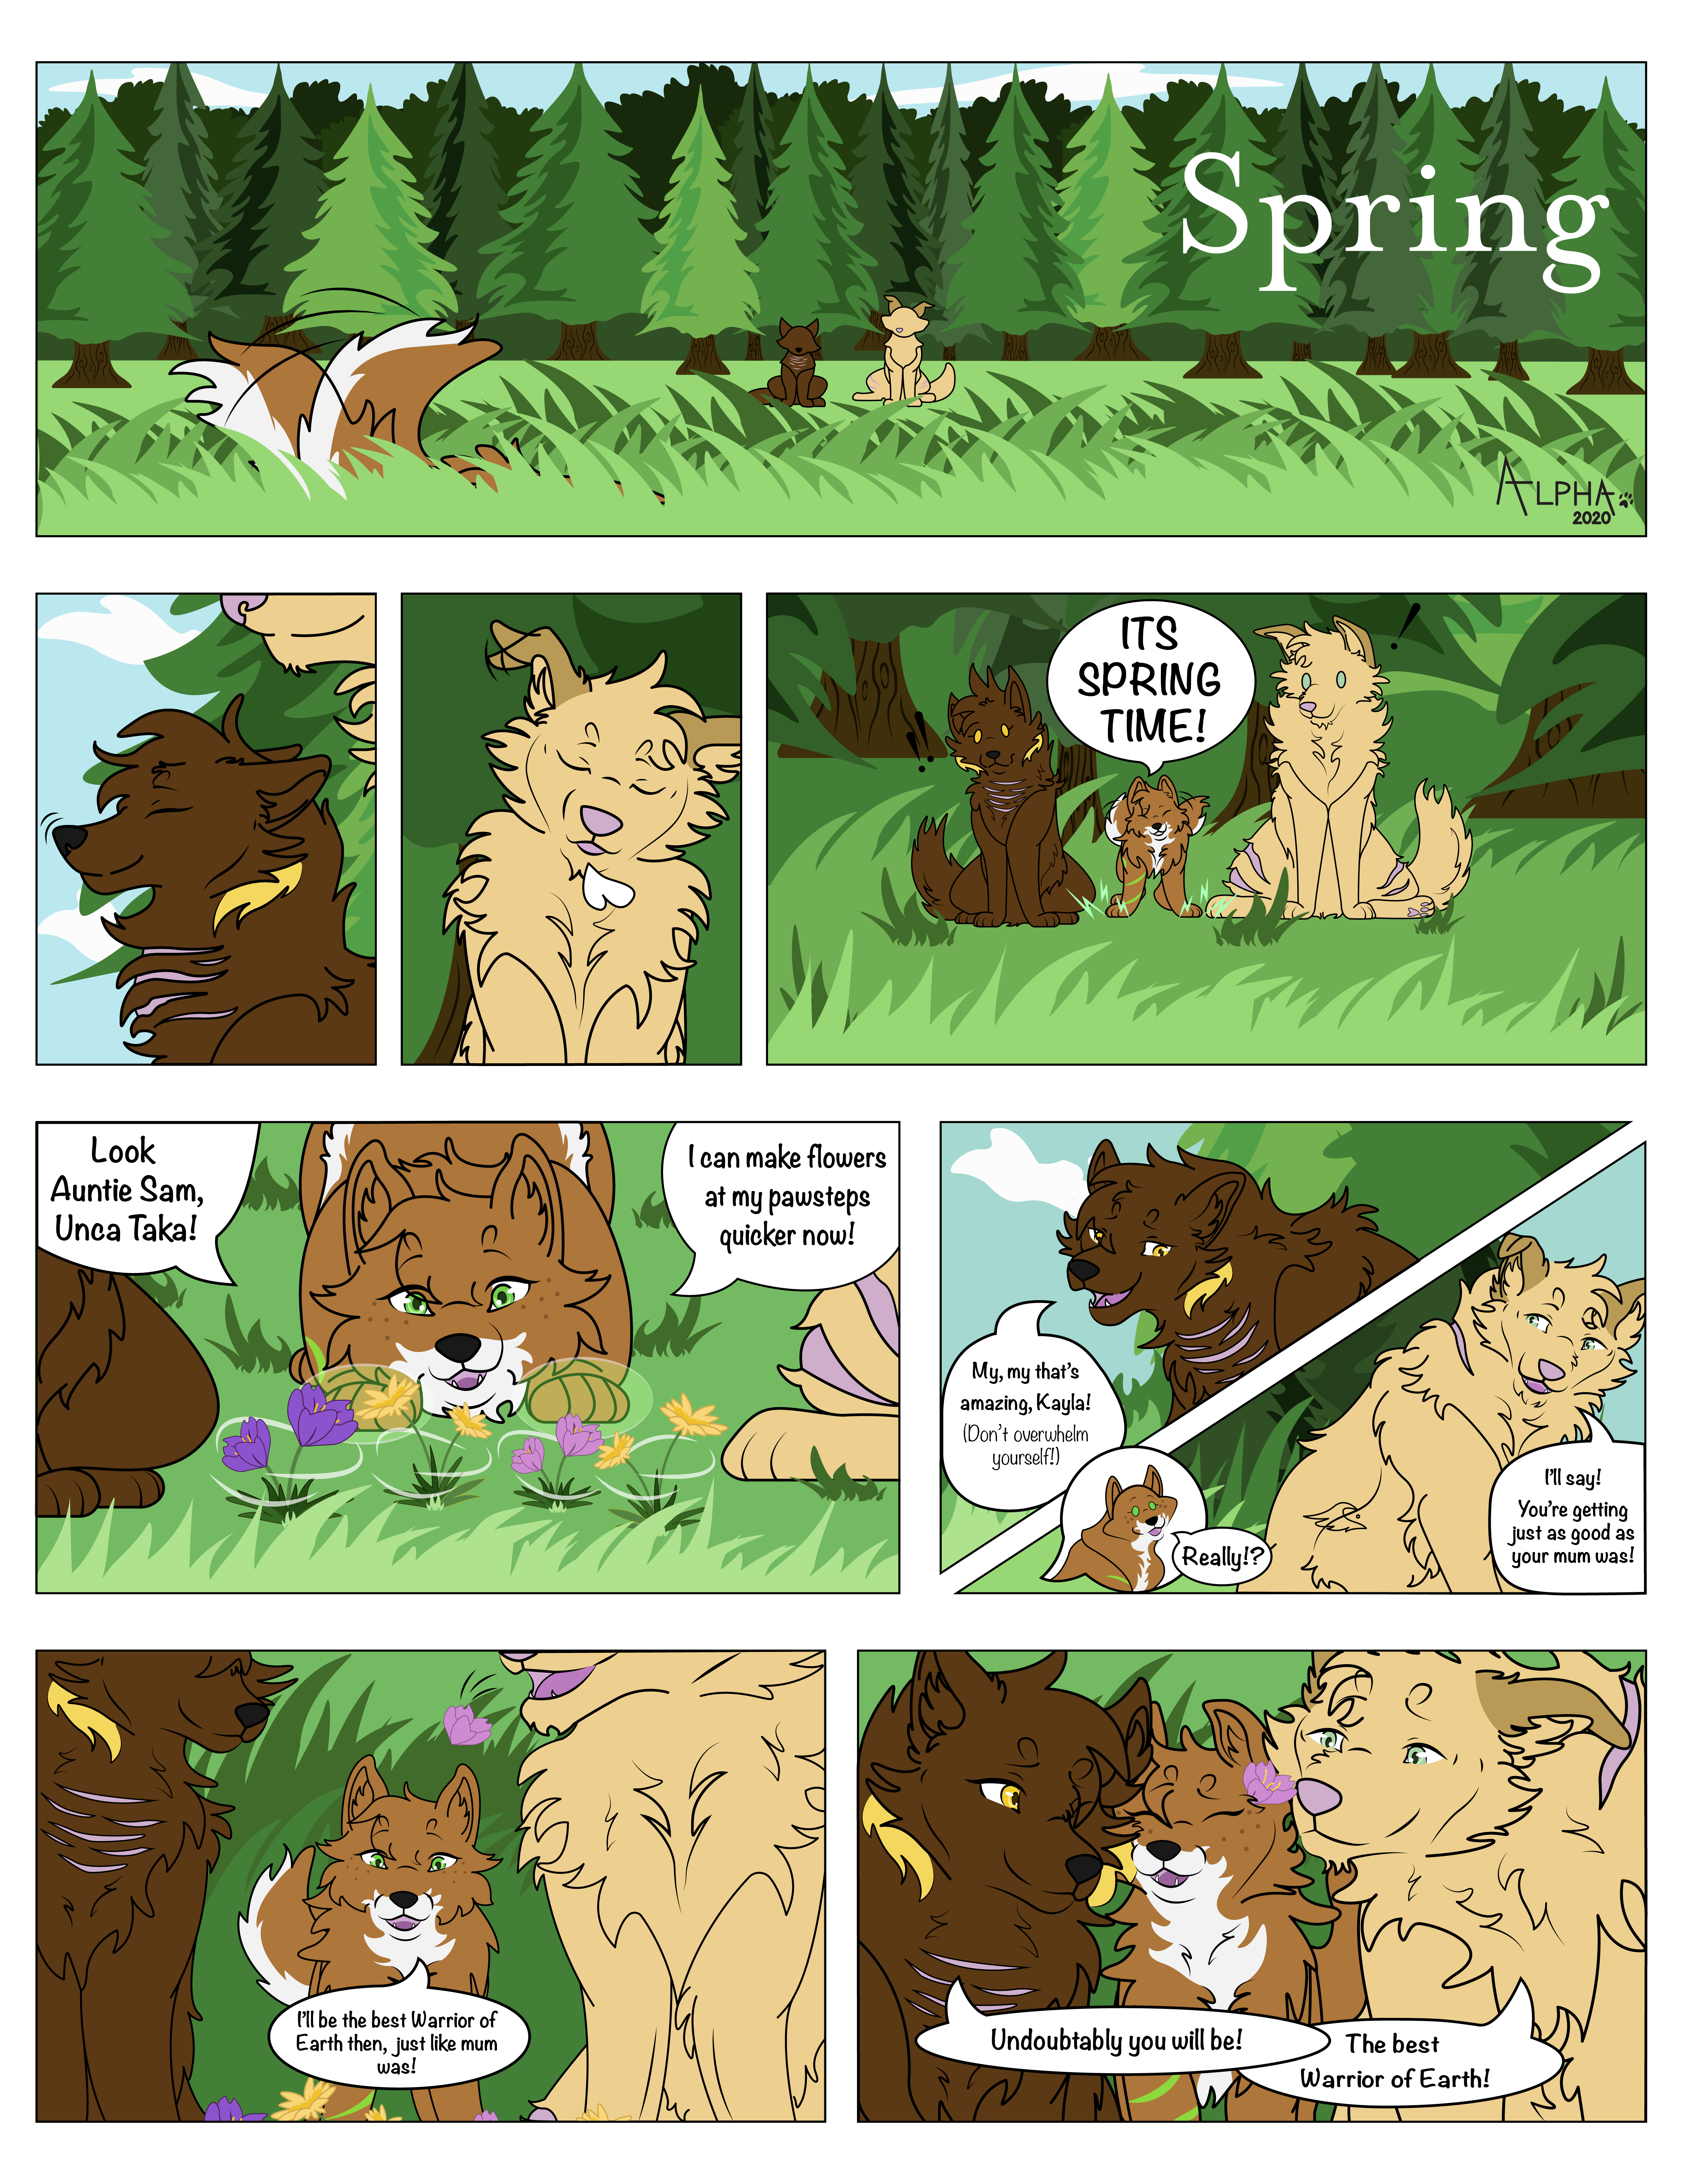 Spring
ALPHA
2020
ITS
SPRING
TIME!
!!
!
Look
Auntie Sam,
Unca Taka!
I can make flowers
at my pawsteps
quicker now!
My, my that's
amazing, Kayla!
(Don't overwhelm
yourself!)
Really!?
I'll say!
You're getting
just as good as
your mum was!
I'll be the best Warrior of
Earth then, just like mum
was!
Undoubtably you will be!
The best
Warrior of Earth!